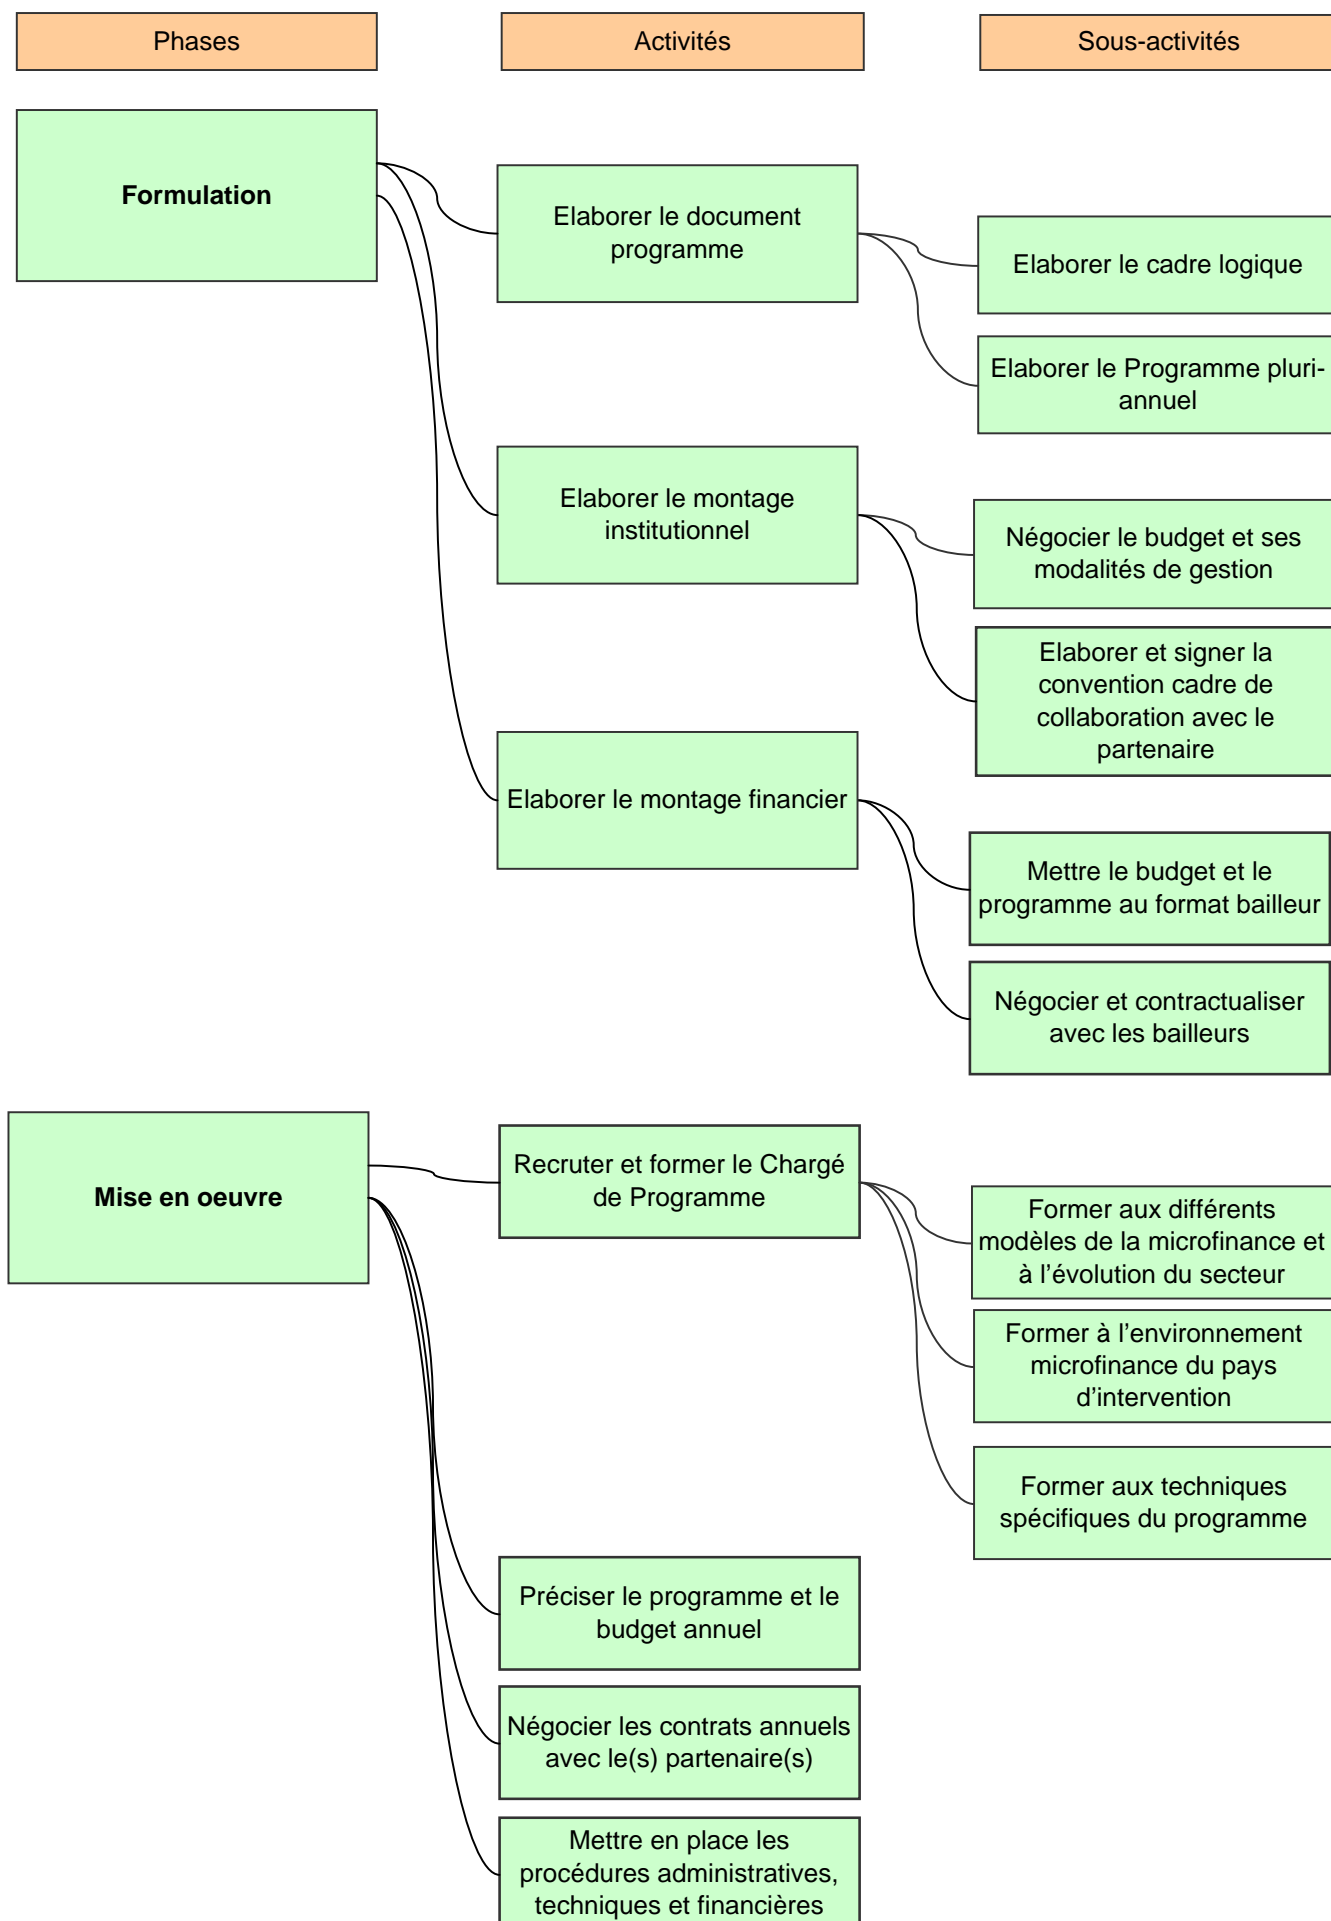 Phases
Activités
Sous-activités
Formulation
Elaborer le document
programme
Elaborer le cadre logique
Elaborer le Programme pluri-
annuel
Elaborer le montage
institutionnel
Négocier le budget et ses
modalités de gestion
Elaborer et signer la
convention cadre de
collaboration avec le
partenaire
Elaborer le montage financier
Mettre le budget et le
programme au format bailleur
Négocier et contractualiser
avec les bailleurs
Mise en oeuvre
Recruter et former le Chargé
de Programme
Former aux différents
modèles de la microfinance et
à l’évolution du secteur
Former à l’environnement
microfinance du pays
d’intervention
Former aux techniques
spécifiques du programme
Préciser le programme et le
budget annuel
Négocier les contrats annuels
avec le(s) partenaire(s)
Mettre en place les
procédures administratives,
techniques et financières